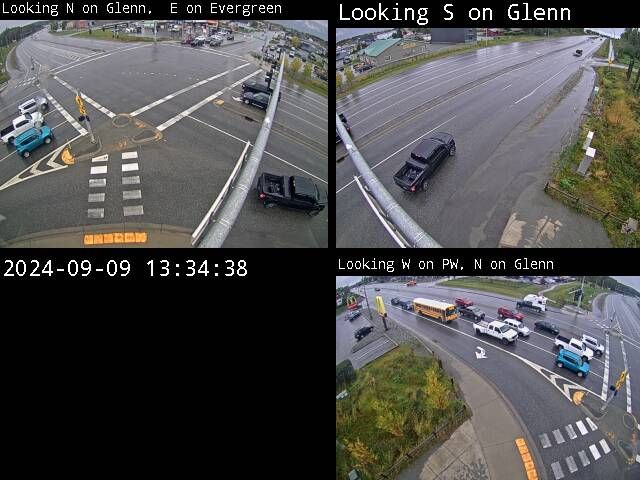 Looking N on Glenn, E on Evergreen
Looking S on Glenn
2024-09-09 13:34:38
Looking W on PW, N on Glenn